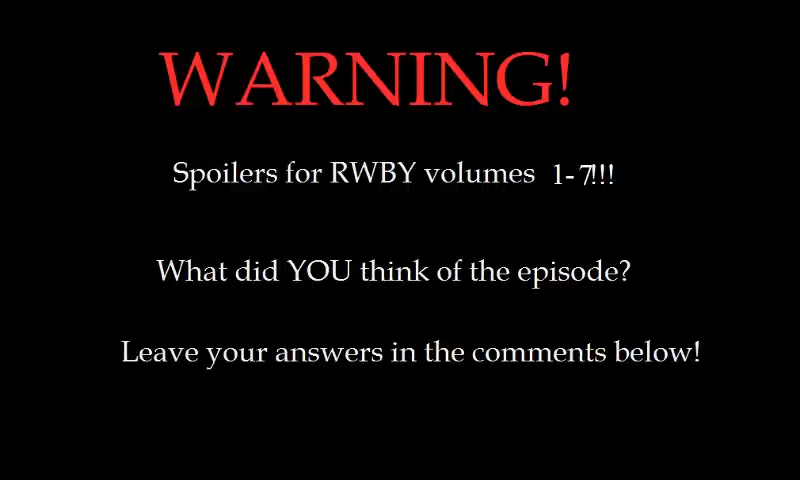 WARNING!
Spoilers for RWBY volumes 1-7!!!
What did YOU think of the episode?
Leave your answers in the comments below!